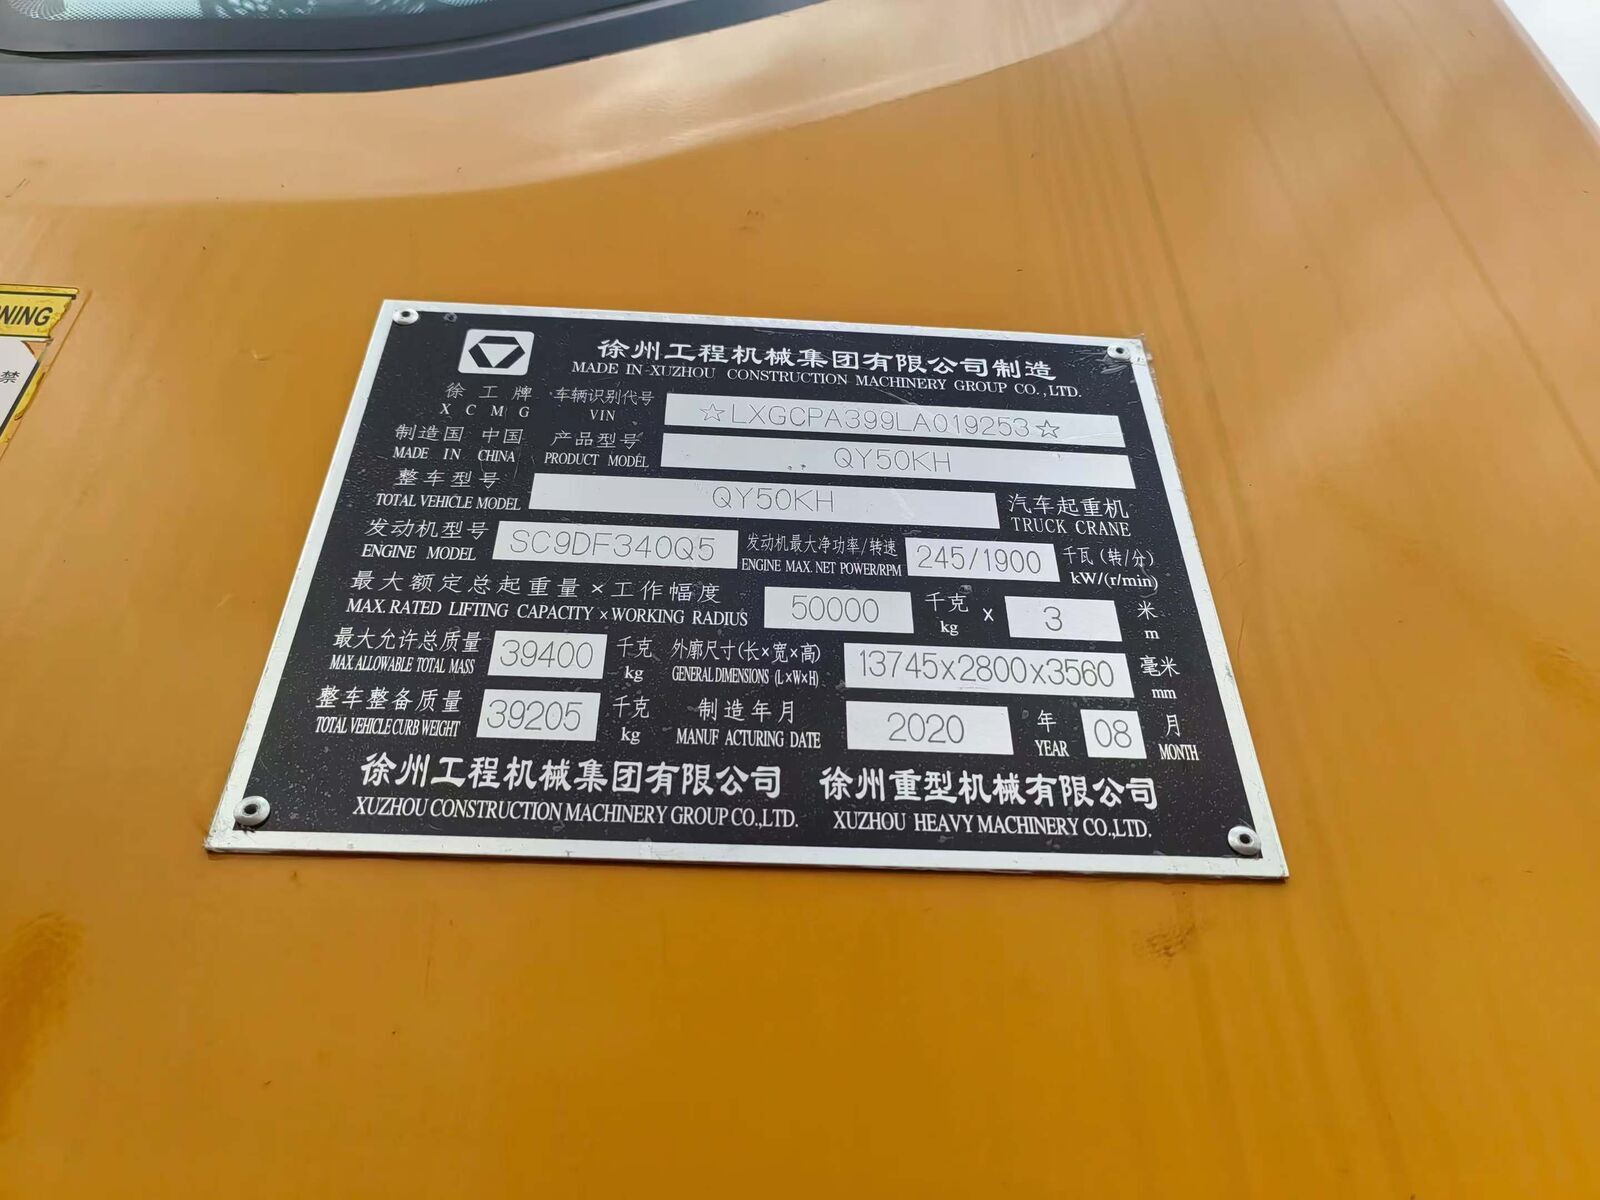 NING
禁
徐州工程机械集团有限公司制造
MADE IN XUZHOU CONSTRUCTION MACHINERY GROUP CO.,LTD.
徐工牌 车辆识别代号 ☆LXGCPA399LA019253☆
XCMG VIN
制造国 中国 产品型号 QY50KH
MADE IN CHINA PRODUCT MODEL
整车型号 QY50KH 汽车起重机
TOTAL VEHICLE MODEL TRUCK CRANE
发动机型号 SC9DF340Q5 发动机最大净功率/转速 245/1900 千瓦(转/分)
ENGINE MODEL ENGINE MAX. NET POWER/RPM kW/(r/min)
最大额定总起重量×工作幅度 50000 千克 × 3 米
MAX. RATED LIFTING CAPACITY × WORKING RADIUS kg m
最大允许总质量 39400 千克 外廓尺寸(长×宽×高) 13745x2800x3560 毫米
MAX.ALLOWABLE TOTAL MASS kg GENERAL DIMENSIONS (L×W×H) mm
整车整备质量 39205 千克 制造年月 2020 年 08 月
TOTAL VEHICLE CURB WEIGHT kg MANUF ACTURING DATE YEAR MONTH
徐州工程机械集团有限公司 徐州重型机械有限公司
XUZHOU CONSTRUCTION MACHINERY GROUP CO.,LTD. XUZHOU HEAVY MACHINERY CO.,LTD.